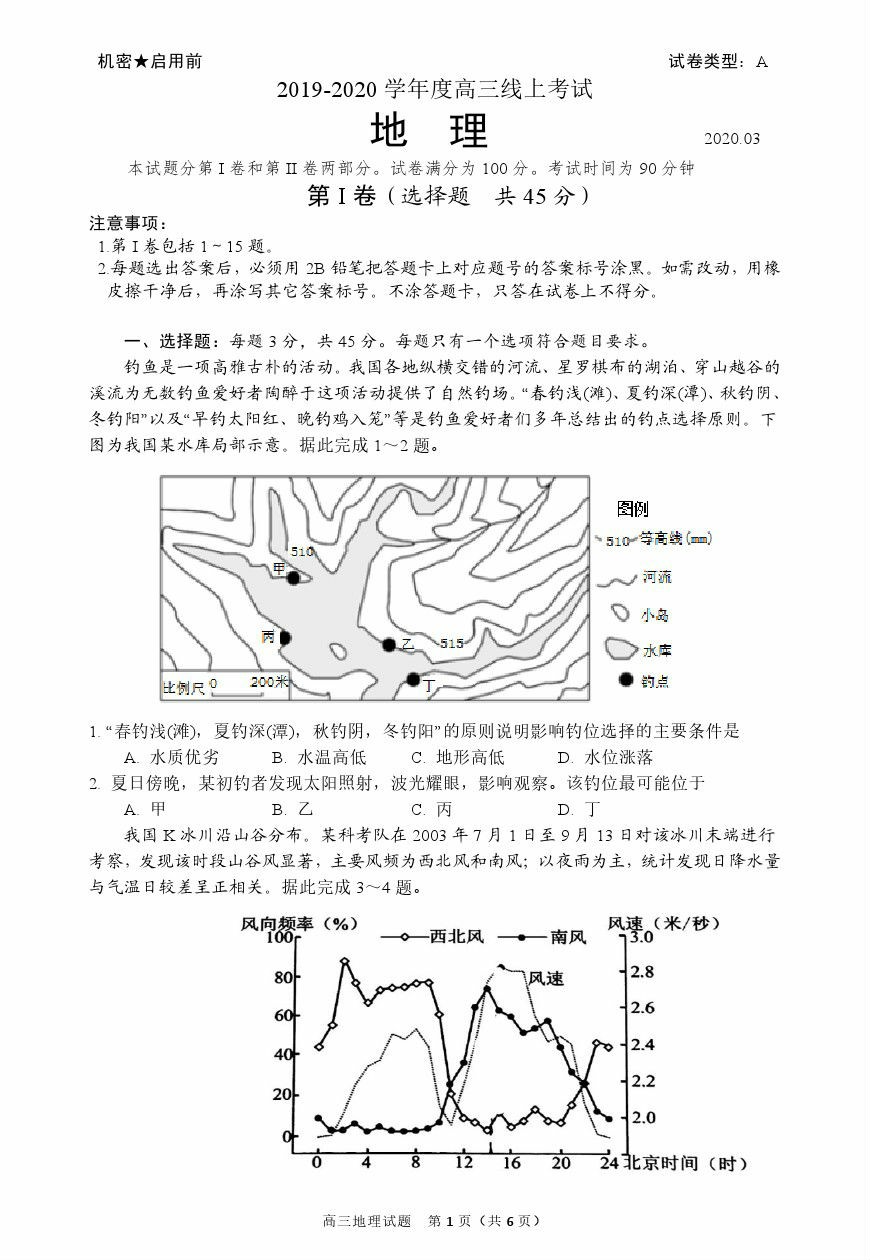 机密★启用前 试卷类型：A
2019-2020 学年度高三线上考试
地 理 2020.03
本试题分第 I 卷和第 II 卷两部分。试卷满分为 100 分。考试时间为 90 分钟
第 I 卷（选择题 共 45 分）
注意事项：
1.第 I 卷包括 1～15 题。
2.每题选出答案后，必须用 2B 铅笔把答题卡上对应题号的答案标号涂黑。如需改动，用橡
皮擦干净后，再涂写其它答案标号。不涂答题卡，只答在试卷上不得分。
一、选择题：每题 3 分，共 45 分。每题只有一个选项符合题目要求。
钓鱼是一项高雅古朴的活动。我国各地纵横交错的河流、星罗棋布的湖泊、穿山越谷的
溪流为无数钓鱼爱好者陶醉于这项活动提供了自然钓场。“春钓浅(滩)、夏钓深(潭)、秋钓阴、
冬钓阳”以及“早钓太阳红、晚钓鸡入笼”等是钓鱼爱好者们多年总结出的钓点选择原则。下
图为我国某水库局部示意。据此完成 1～2 题。
图例
510 等高线(mm)
河流
小岛
水库
钓点
510
甲
丙
乙 515
丁
比例尺 0 200米
1. “春钓浅(滩)，夏钓深(潭)，秋钓阴，冬钓阳”的原则说明影响钓位选择的主要条件是
A. 水质优劣 B. 水温高低 C. 地形高低 D. 水位涨落
2. 夏日傍晚，某初钓者发现太阳照射，波光耀眼，影响观察。该钓位最可能位于
A. 甲 B. 乙 C. 丙 D. 丁
我国 K 冰川沿山谷分布。某科考队在 2003 年 7 月 1 日至 9 月 13 日对该冰川末端进行
考察，发现该时段山谷风显著，主要风频为西北风和南风；以夜雨为主，统计发现日降水量
与气温日较差呈正相关。据此完成 3～4 题。
风向频率（%） 风速（米/秒）
100 西北风 南风 3.0
80 风速 2.8
60 2.6
40 2.4
20 2.2
0 2.0
0 4 8 12 16 20 24 北京时间（时）
高三地理试题 第 1 页（共 6 页）